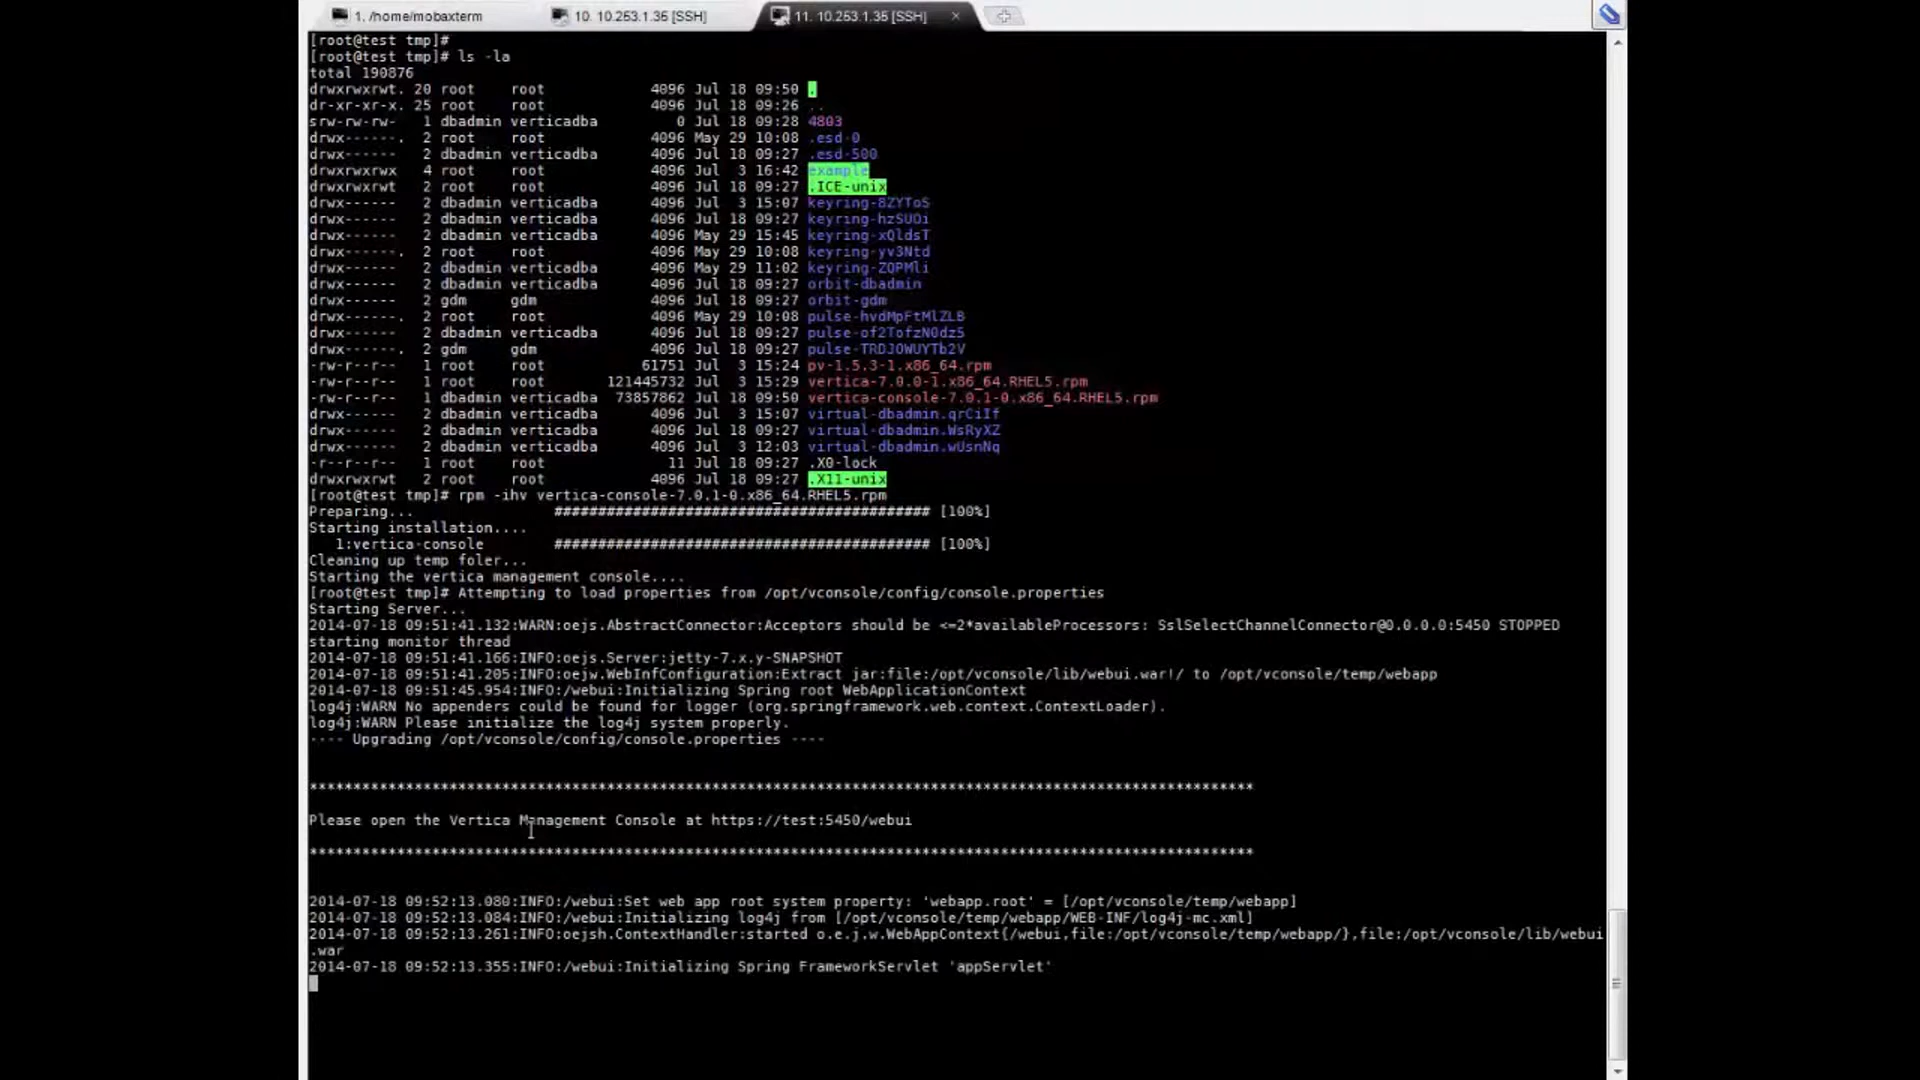 1. /home/mobaxterm
10. 10.253.1.35 [SSH]
11. 10.253.1.35 [SSH]
[root@test tmp]#
[root@test tmp]# ls -la
total 190876
drwxrwxrwt. 20 root root 4096 Jul 18 09:50 .
dr-xr-xr-x. 25 root root 4096 Jul 18 09:26 ..
srw-rw-rw- 1 dbadmin verticadba 0 Jul 18 09:28 4803
drwx------. 2 root root 4096 May 29 10:08 .esd-0
drwx------ 2 dbadmin verticadba 4096 Jul 18 09:27 .esd-500
drwxrwxrwx 4 root root 4096 Jul 3 16:42 example
drwxrwxrwt 2 root root 4096 Jul 18 09:27 .ICE-unix
drwx------ 2 dbadmin verticadba 4096 Jul 3 15:07 keyring-8ZYToS
drwx------ 2 dbadmin verticadba 4096 Jul 18 09:27 keyring-hzSUOi
drwx------ 2 dbadmin verticadba 4096 May 29 15:45 keyring-xQldsT
drwx------. 2 root root 4096 May 29 10:08 keyring-yv3Ntd
drwx------ 2 dbadmin verticadba 4096 May 29 11:02 keyring-ZQPMli
drwx------ 2 dbadmin verticadba 4096 Jul 18 09:27 orbit-dbadmin
drwx------ 2 gdm gdm 4096 Jul 18 09:27 orbit-gdm
drwx------. 2 root root 4096 May 29 10:08 pulse-hvdMpFtMlZLB
drwx------ 2 dbadmin verticadba 4096 Jul 18 09:27 pulse-of2TofzN0dz5
drwx------. 2 gdm gdm 4096 Jul 18 09:27 pulse-TRDJOWUYTb2V
-rw-r--r-- 1 root root 61751 Jul 3 15:24 pv-1.5.3-1.x86_64.rpm
-rw-r--r-- 1 root root 121445732 Jul 3 15:29 vertica-7.0.0-1.x86_64.RHEL5.rpm
-rw-r--r-- 1 dbadmin verticadba 73857862 Jul 18 09:50 vertica-console-7.0.1-0.x86_64.RHEL5.rpm
drwx------ 2 dbadmin verticadba 4096 Jul 3 15:07 virtual-dbadmin.qrCiIf
drwx------ 2 dbadmin verticadba 4096 Jul 18 09:27 virtual-dbadmin.WsRyXZ
drwx------ 2 dbadmin verticadba 4096 Jul 3 12:03 virtual-dbadmin.wUsnNq
-r--r--r-- 1 root root 11 Jul 18 09:27 .X0-lock
drwxrwxrwt 2 root root 4096 Jul 18 09:27 .X11-unix
[root@test tmp]# rpm -ihv vertica-console-7.0.1-0.x86_64.RHEL5.rpm
Preparing... ########################################### [100%]
Starting installation....
1:vertica-console ########################################### [100%]
Cleaning up temp foler...
Starting the vertica management console....
[root@test tmp]# Attempting to load properties from /opt/vconsole/config/console.properties
Starting Server...
2014-07-18 09:51:41.132:WARN:oejs.AbstractConnector:Acceptors should be <=2*availableProcessors: SslSelectChannelConnector@0.0.0.0:5450 STOPPED
starting monitor thread
2014-07-18 09:51:41.166:INFO:oejs.Server:jetty-7.x.y-SNAPSHOT
2014-07-18 09:51:41.205:INFO:oejw.WebInfConfiguration:Extract jar:file:/opt/vconsole/lib/webui.war!/ to /opt/vconsole/temp/webapp
2014-07-18 09:51:45.954:INFO:/webui:Initializing Spring root WebApplicationContext
log4j:WARN No appenders could be found for logger (org.springframework.web.context.ContextLoader).
log4j:WARN Please initialize the log4j system properly.
---- Upgrading /opt/vconsole/config/console.properties ----
************************************************************************************************************
Please open the Vertica Management Console at https://test:5450/webui
************************************************************************************************************
2014-07-18 09:52:13.080:INFO:/webui:Set web app root system property: 'webapp.root' = [/opt/vconsole/temp/webapp]
2014-07-18 09:52:13.084:INFO:/webui:Initializing log4j from [/opt/vconsole/temp/webapp/WEB-INF/log4j-mc.xml]
2014-07-18 09:52:13.261:INFO:oejsh.ContextHandler:started o.e.j.w.WebAppContext{/webui,file:/opt/vconsole/temp/webapp/},file:/opt/vconsole/lib/webui
.war
2014-07-18 09:52:13.355:INFO:/webui:Initializing Spring FrameworkServlet 'appServlet'